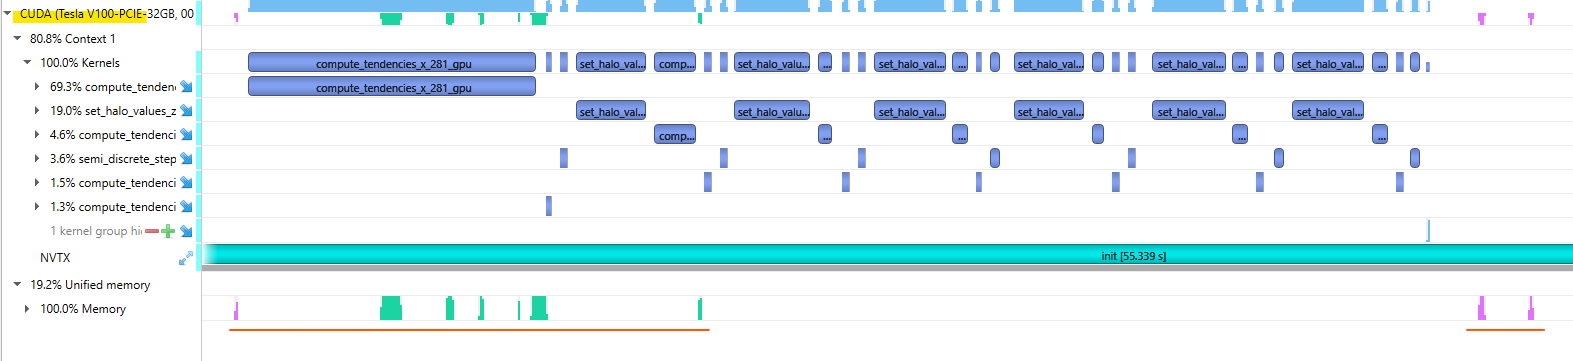 CUDA (Tesla V100-PCIE-32GB, 00
80.8% Context 1
100.0% Kernels
compute_tendencies_x_281_gpu
set_halo_val...
comp...
set_halo_valu...
...
set_halo_val...
...
set_halo_val...
set_halo_val...
...
set_halo_val...
...
69.3% compute_tenden
compute_tendencies_x_281_gpu
19.0% set_halo_values_z
set_halo_val...
set_halo_valu...
set_halo_val...
set_halo_val...
set_halo_val...
set_halo_val...
4.6% compute_tendenci
comp...
...
...
...
...
3.6% semi_discrete_step
1.5% compute_tendenci
1.3% compute_tendenci
1 kernel group hi
NVTX
init [55.339 s]
19.2% Unified memory
100.0% Memory